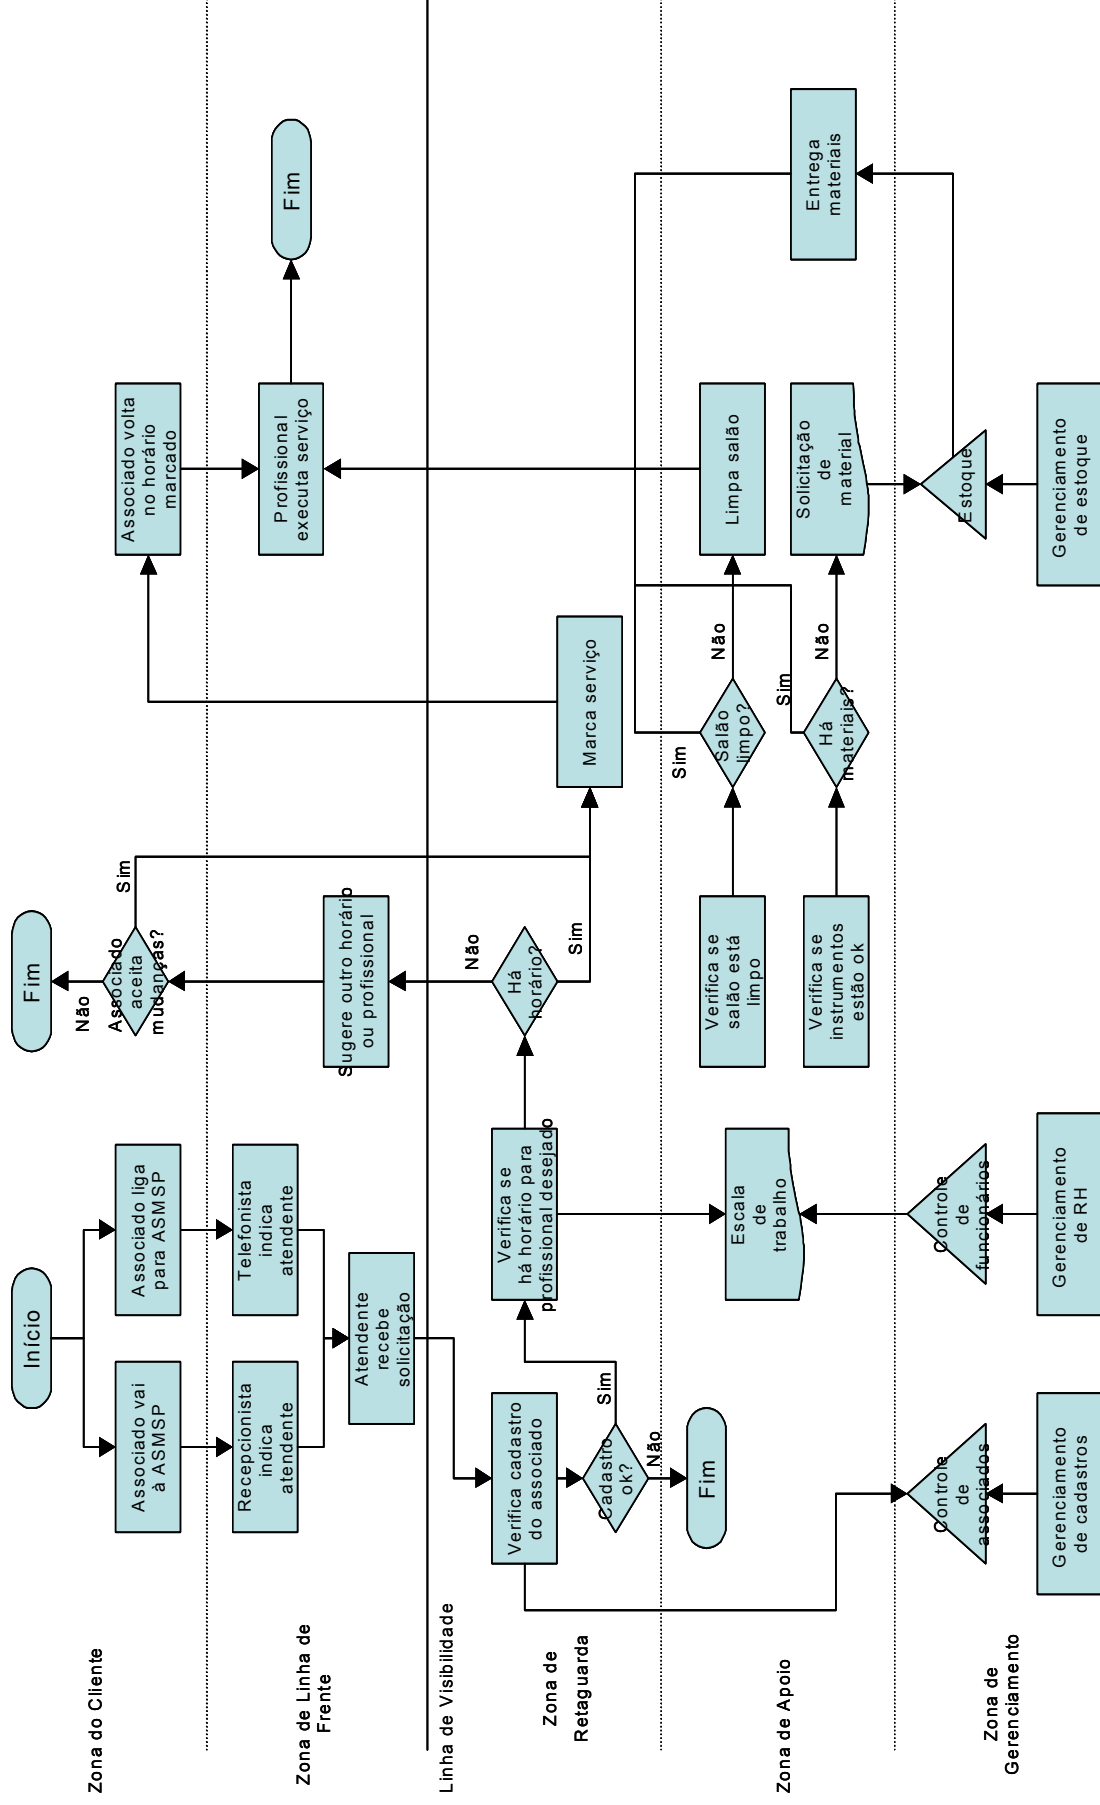 Zona do Cliente
Início
Associado vai
à ASMSP
Associado liga
para ASMSP
Fim
Não
Associado
aceita
mudanças?
Sim
Associado volta
no horário
marcado
Zona de Linha de
Frente
Recepcionista
indica
atendente
Telefonista
indica
atendente
Atendente
recebe
solicitação
Sugere outro horário
ou profissional
Profissional
executa serviço
Fim
Linha de Visibilidade
Zona de
Retaguarda
Verifica cadastro
do associado
Cadastro
ok?
Sim
Não
Verifica se
há horário para
profissional desejado
Há
horário?
Não
Sim
Marca serviço
Zona de Apoio
Fim
Escala
de
trabalho
Verifica se
salão está
limpo
Salão
limpo?
Sim
Não
Limpa salão
Verifica se
instrumentos
estão ok
Há
materiais?
Sim
Não
Solicitação
de
material
Entrega
materiais
Zona de
Gerenciamento
Controle
de
associados
Gerenciamento
de cadastros
Controle
de
funcionários
Gerenciamento
de RH
Estoque
Gerenciamento
de estoque